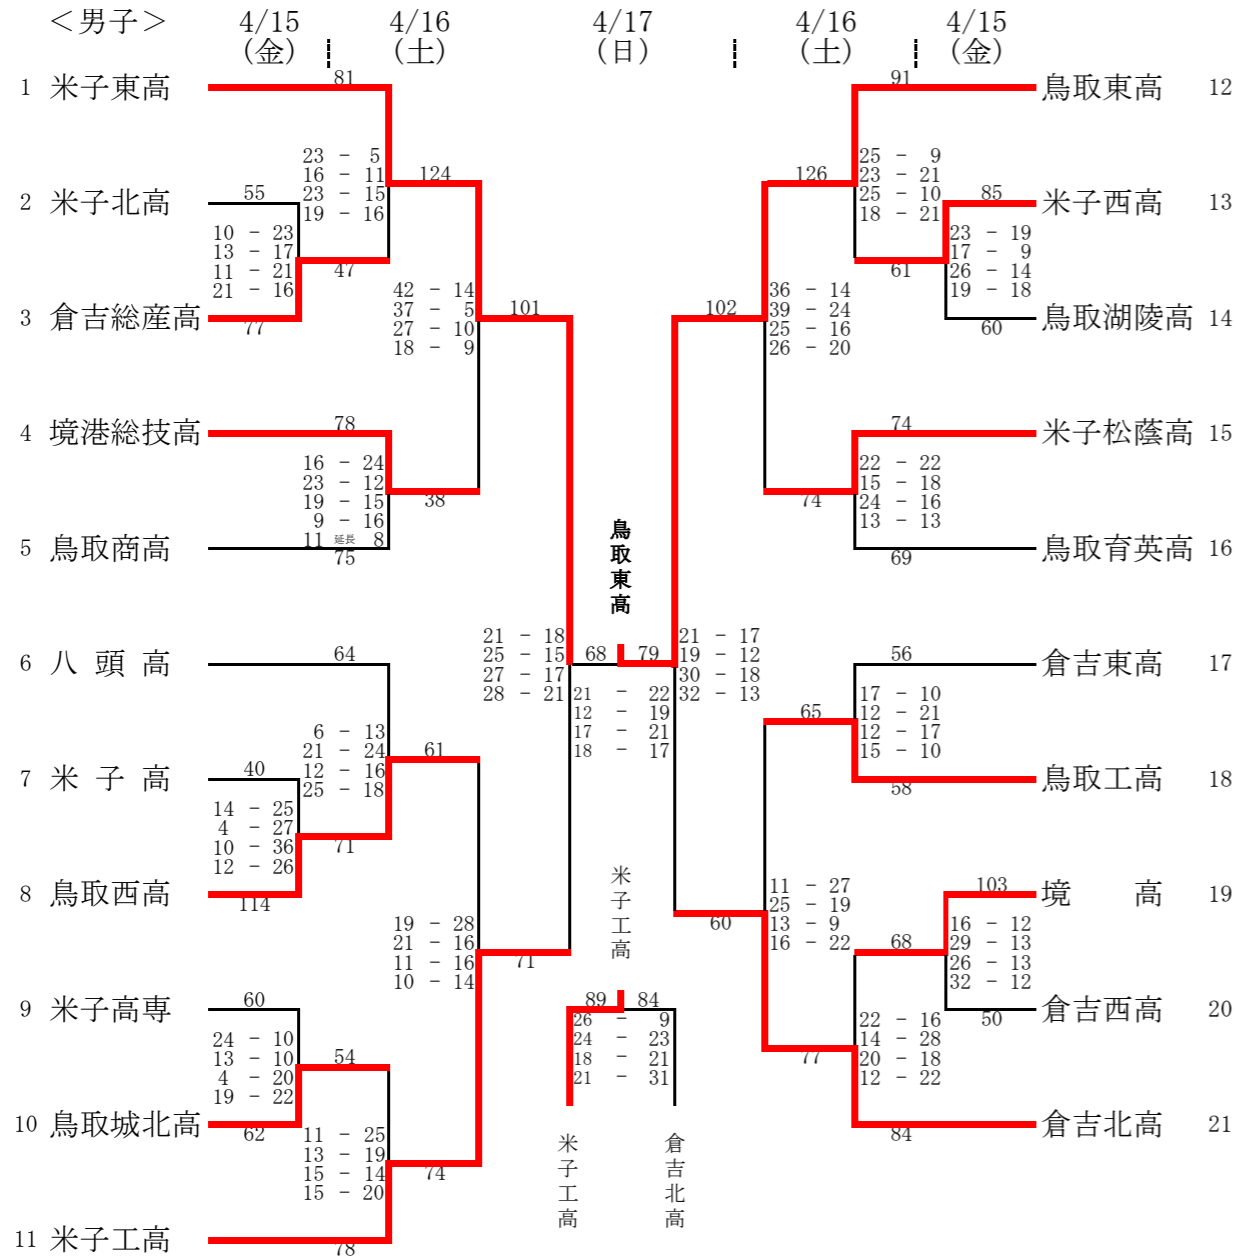 ＜男子＞
4/15
(金)
4/16
(土)
4/17
(日)
4/16
(土)
4/15
(金)
1 米子東高
81
2 米子北高
55
23 - 5
16 - 11
23 - 15
19 - 16
124
10 - 23
13 - 17
11 - 21
21 - 16
47
3 倉吉総産高
77
42 - 14
37 - 5
27 - 10
18 - 9
101
4 境港総技高
78
16 - 24
23 - 12
19 - 15
9 - 16
11 延長 8
38
5 鳥取商高
75
6 八頭高
64
21 - 18
25 - 15
27 - 17
28 - 21
6 - 13
21 - 24
12 - 16
25 - 18
61
7 米子高
40
14 - 25
4 - 27
10 - 36
12 - 26
71
8 鳥取西高
114
19 - 28
21 - 16
11 - 16
10 - 14
71
9 米子高専
60
24 - 10
13 - 10
4 - 20
19 - 22
54
10 鳥取城北高
62
11 - 25
13 - 19
15 - 14
15 - 20
74
11 米子工高
78
鳥取東高
68 79
21 - 22
12 - 19
17 - 21
18 - 17
米子工高
89 84
26 - 9
24 - 23
18 - 21
21 - 31
米子工高
倉吉北高
91
鳥取東高 12
126
25 - 9
23 - 21
25 - 10
18 - 21
85
米子西高 13
61
23 - 19
17 - 9
26 - 14
19 - 18
102
36 - 14
39 - 24
25 - 16
26 - 20
60
鳥取湖陵高 14
74
米子松蔭高 15
74
22 - 22
15 - 18
24 - 16
13 - 13
69
鳥取育英高 16
21 - 17
19 - 12
30 - 18
32 - 13
56
倉吉東高 17
65
17 - 10
12 - 21
12 - 17
15 - 10
58
鳥取工高 18
60
11 - 27
25 - 19
13 - 9
16 - 22
103
境高 19
68
16 - 12
29 - 13
26 - 13
32 - 12
50
倉吉西高 20
77
22 - 16
14 - 28
20 - 18
12 - 22
84
倉吉北高 21